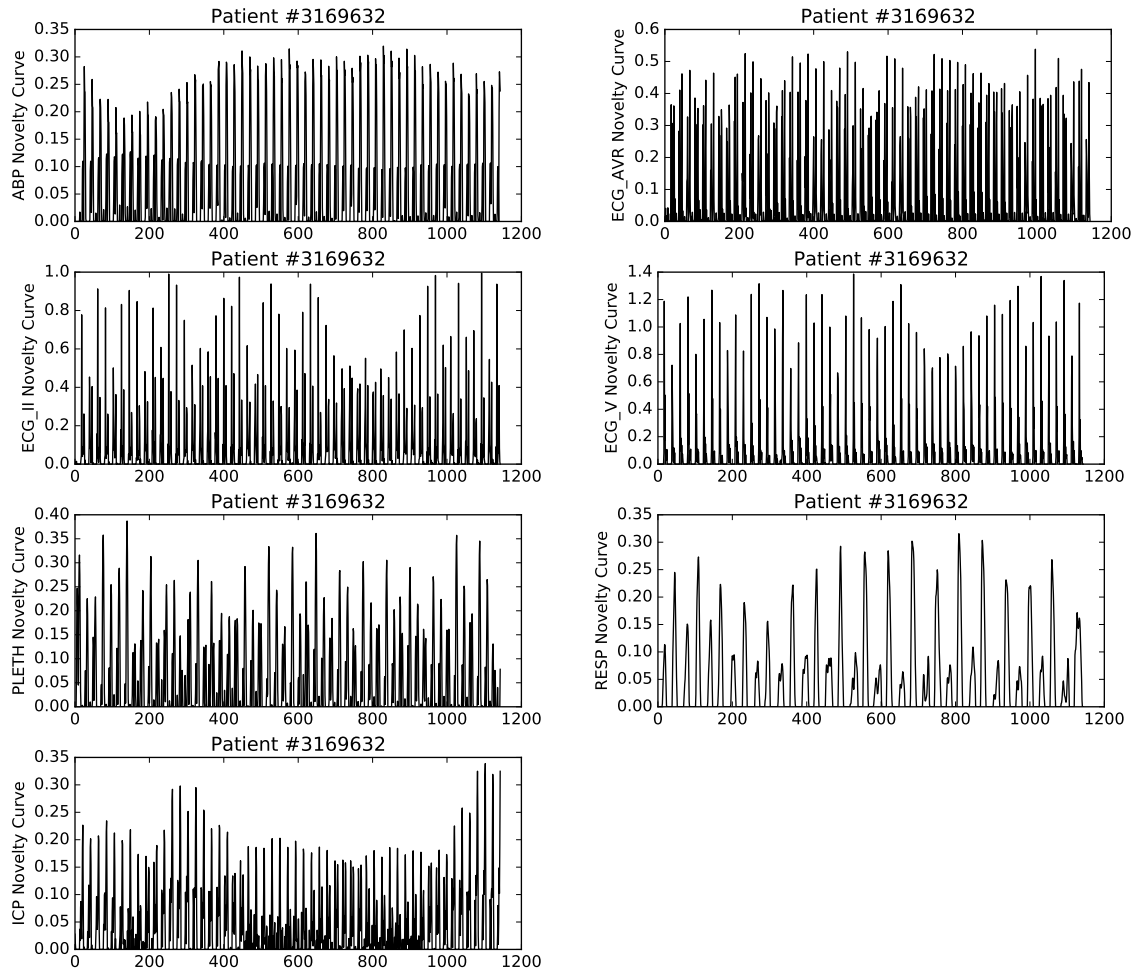 Patient #3169632
ABP Novelty Curve
0.35
0.30
0.25
0.20
0.15
0.10
0.05
0.00
0 200 400 600 800 1000 1200
Patient #3169632
ECG_AVR Novelty Curve
0.6
0.5
0.4
0.3
0.2
0.1
0.0
0 200 400 600 800 1000 1200
Patient #3169632
ECG_II Novelty Curve
1.0
0.8
0.6
0.4
0.2
0.0
0 200 400 600 800 1000 1200
Patient #3169632
ECG_V Novelty Curve
1.4
1.2
1.0
0.8
0.6
0.4
0.2
0.0
0 200 400 600 800 1000 1200
Patient #3169632
PLETH Novelty Curve
0.40
0.35
0.30
0.25
0.20
0.15
0.10
0.05
0.00
0 200 400 600 800 1000 1200
Patient #3169632
RESP Novelty Curve
0.35
0.30
0.25
0.20
0.15
0.10
0.05
0.00
0 200 400 600 800 1000 1200
Patient #3169632
ICP Novelty Curve
0.35
0.30
0.25
0.20
0.15
0.10
0.05
0.00
0 200 400 600 800 1000 1200